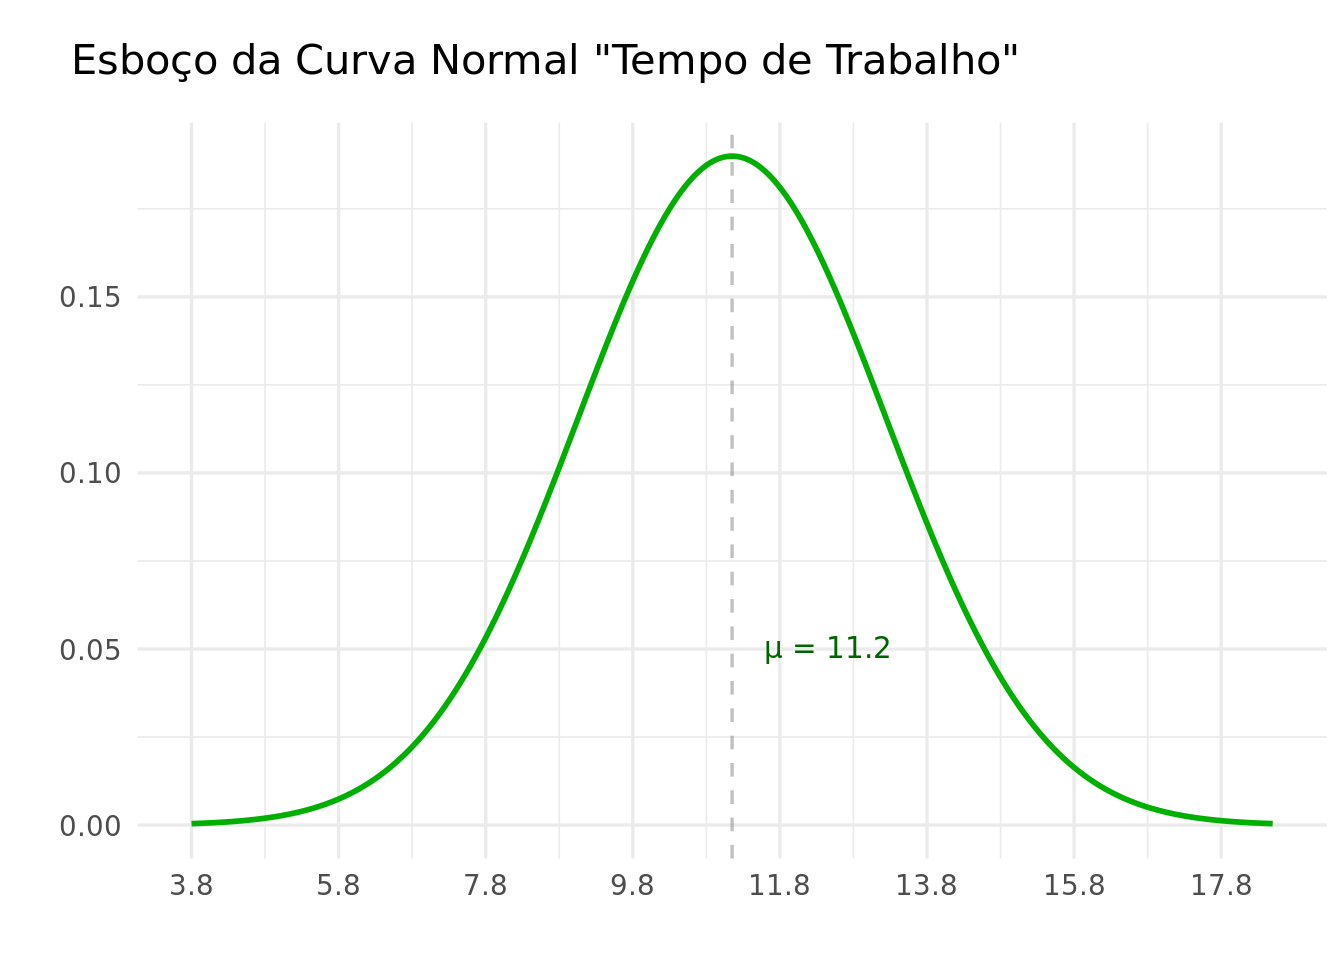 Esboço da Curva Normal "Tempo de Trabalho"
0.15
0.10
0.05
0.00
μ = 11.2
3.8 5.8 7.8 9.8 11.8 13.8 15.8 17.8